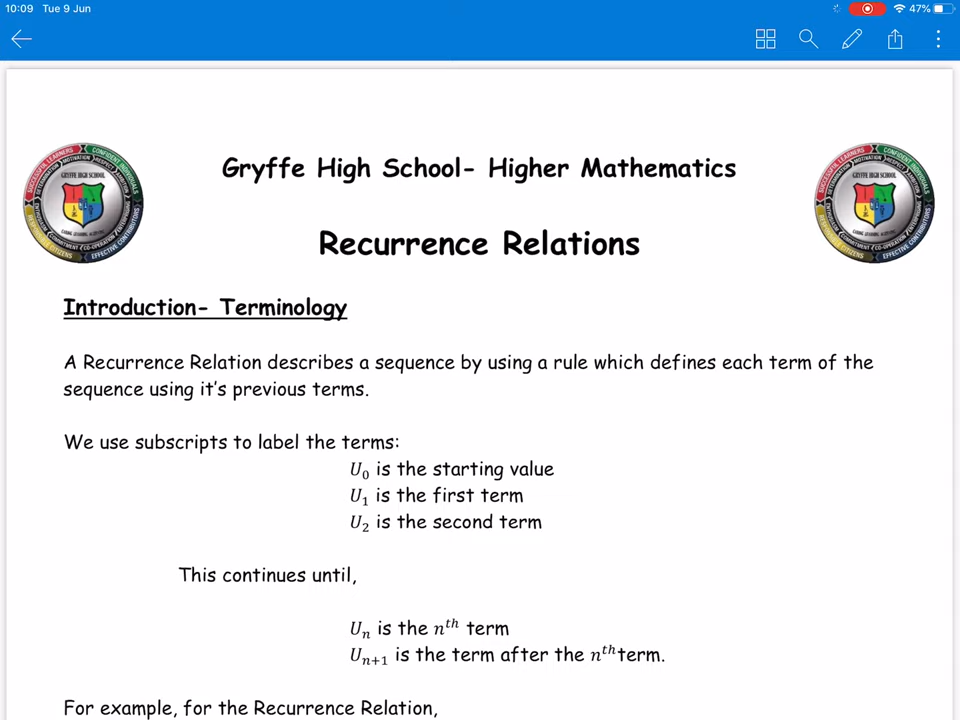 10:09 Tue 9 Jun 47%
Gryffe High School- Higher Mathematics
Recurrence Relations
Introduction- Terminology
A Recurrence Relation describes a sequence by using a rule which defines each term of the
sequence using it's previous terms.
We use subscripts to label the terms:
U₀ is the starting value
U₁ is the first term
U₂ is the second term
This continues until,
Uₙ is the nᵗʰ term
Uₙ₊₁ is the term after the nᵗʰ term.
For example, for the Recurrence Relation,